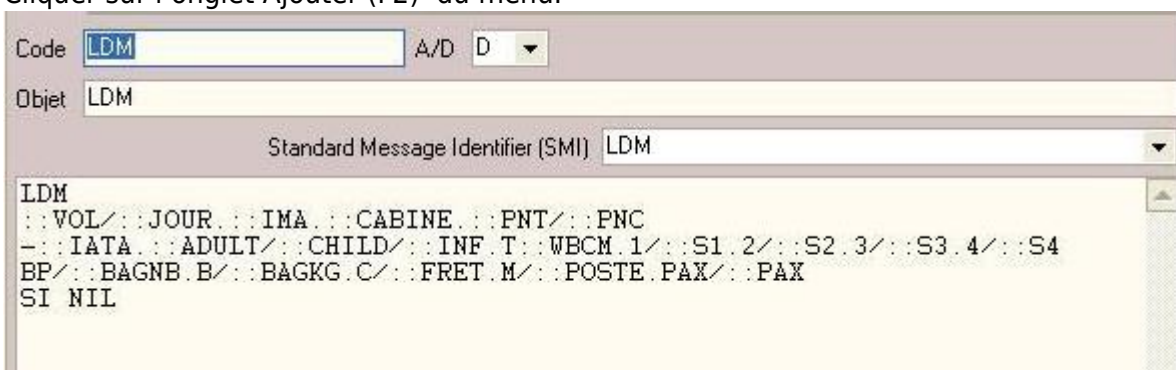 Cliquer sur l'onglet Ajouter (F2) du menu.
Code LDM A/D D
Objet LDM
Standard Message Identifier (SMI) LDM
LDM
::VOL/::JOUR.::IMA.::CABINE.::PNT/::PNC
-::IATA.::ADULT/::CHILD/::INF.T::WBCM.1/::S1.2/::S2.3/::S3.4/::S4
BP/::BAGNB.B/::BAGKG.C/::FRET.M/::POSTE.PAX/::PAX
SI NIL